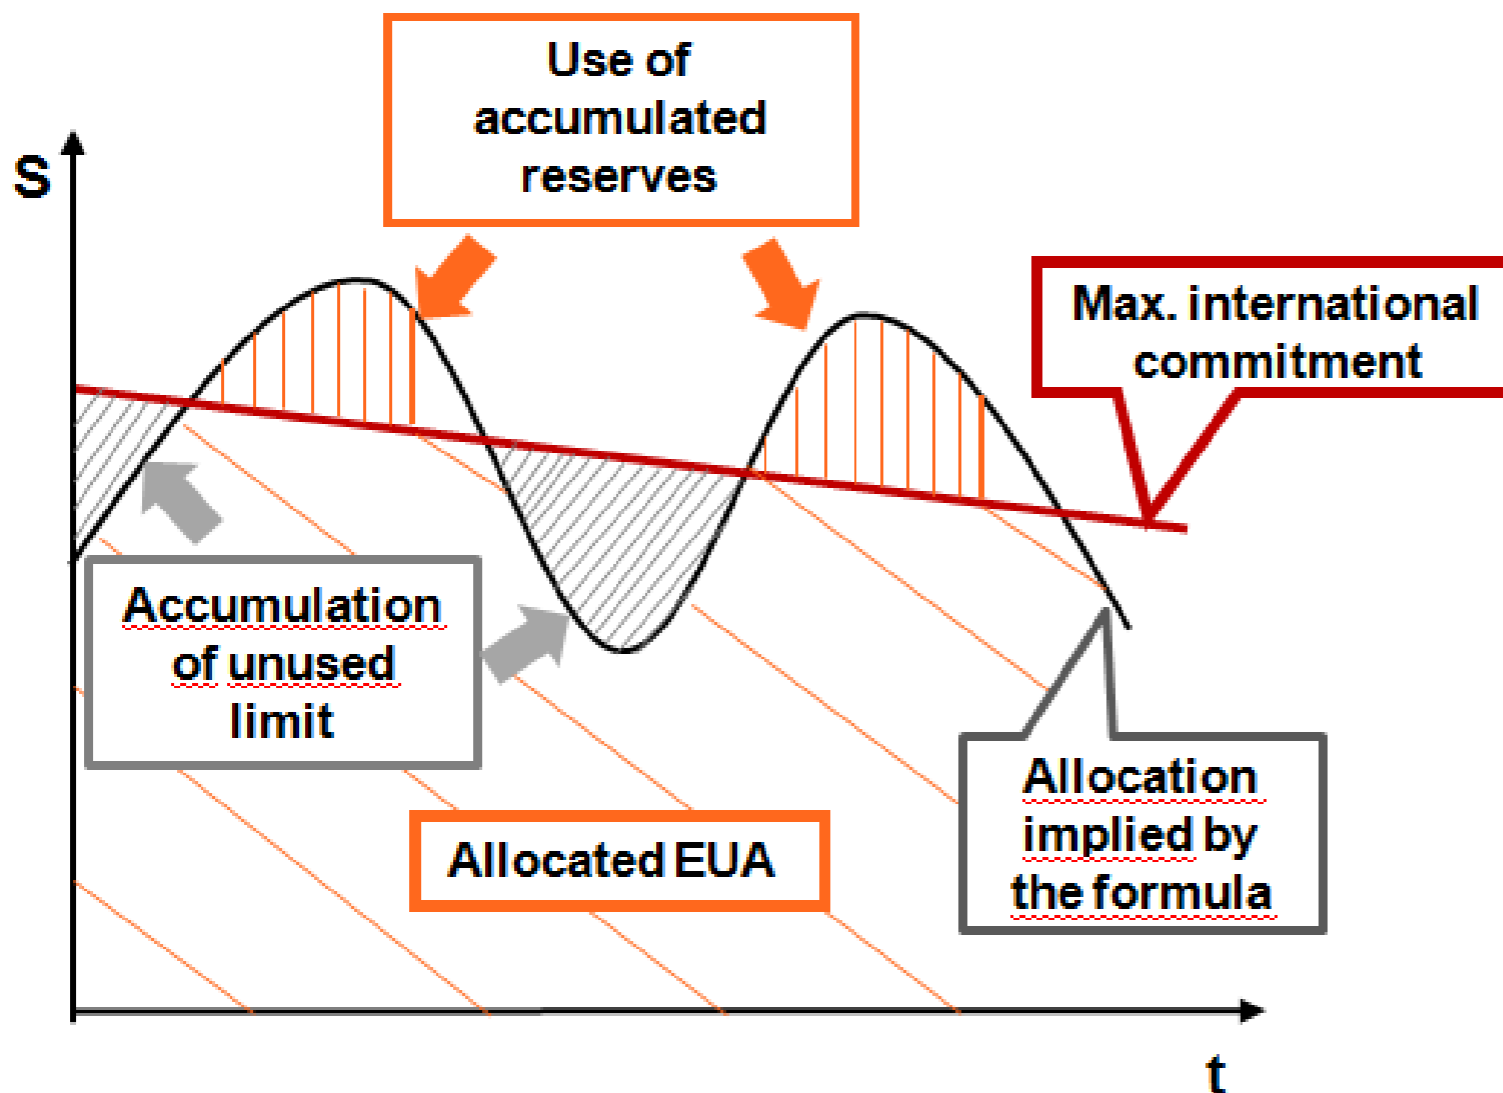 Use of
accumulated
reserves
S
Max. international
commitment
Accumulation
of unused
limit
Allocation
implied by
the formula
Allocated EUA
t